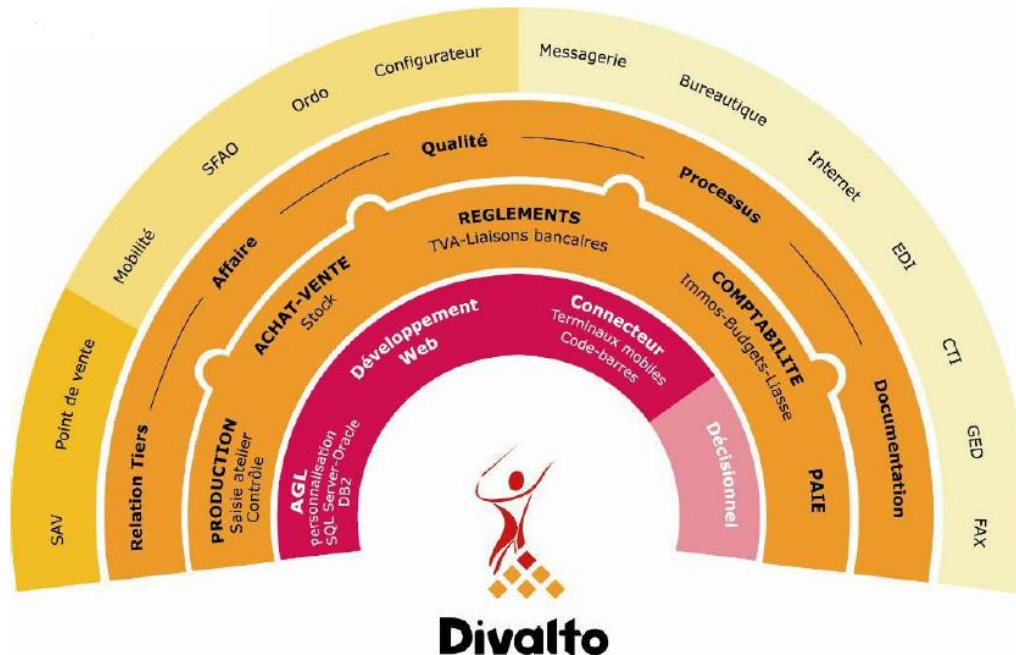 SAV
Point de vente
Mobilité
SFAO
Ordo
Configurateur
Messagerie
Bureautique
Internet
EDI
CTI
GED
FAX
Relation Tiers
Affaire
Qualité
Processus
Documentation
PRODUCTION
Saisie atelier
Contrôle
ACHAT-VENTE
Stock
REGLEMENTS
TVA-Liaisons bancaires
COMPTABILITE
Immos-Budgets-Liasse
PAIE
AGL
personnalisation
SQL Server-Oracle
DB2
Développement
Web
Connecteur
Terminaux mobiles
Code-barres
Décisionnel
Divalto